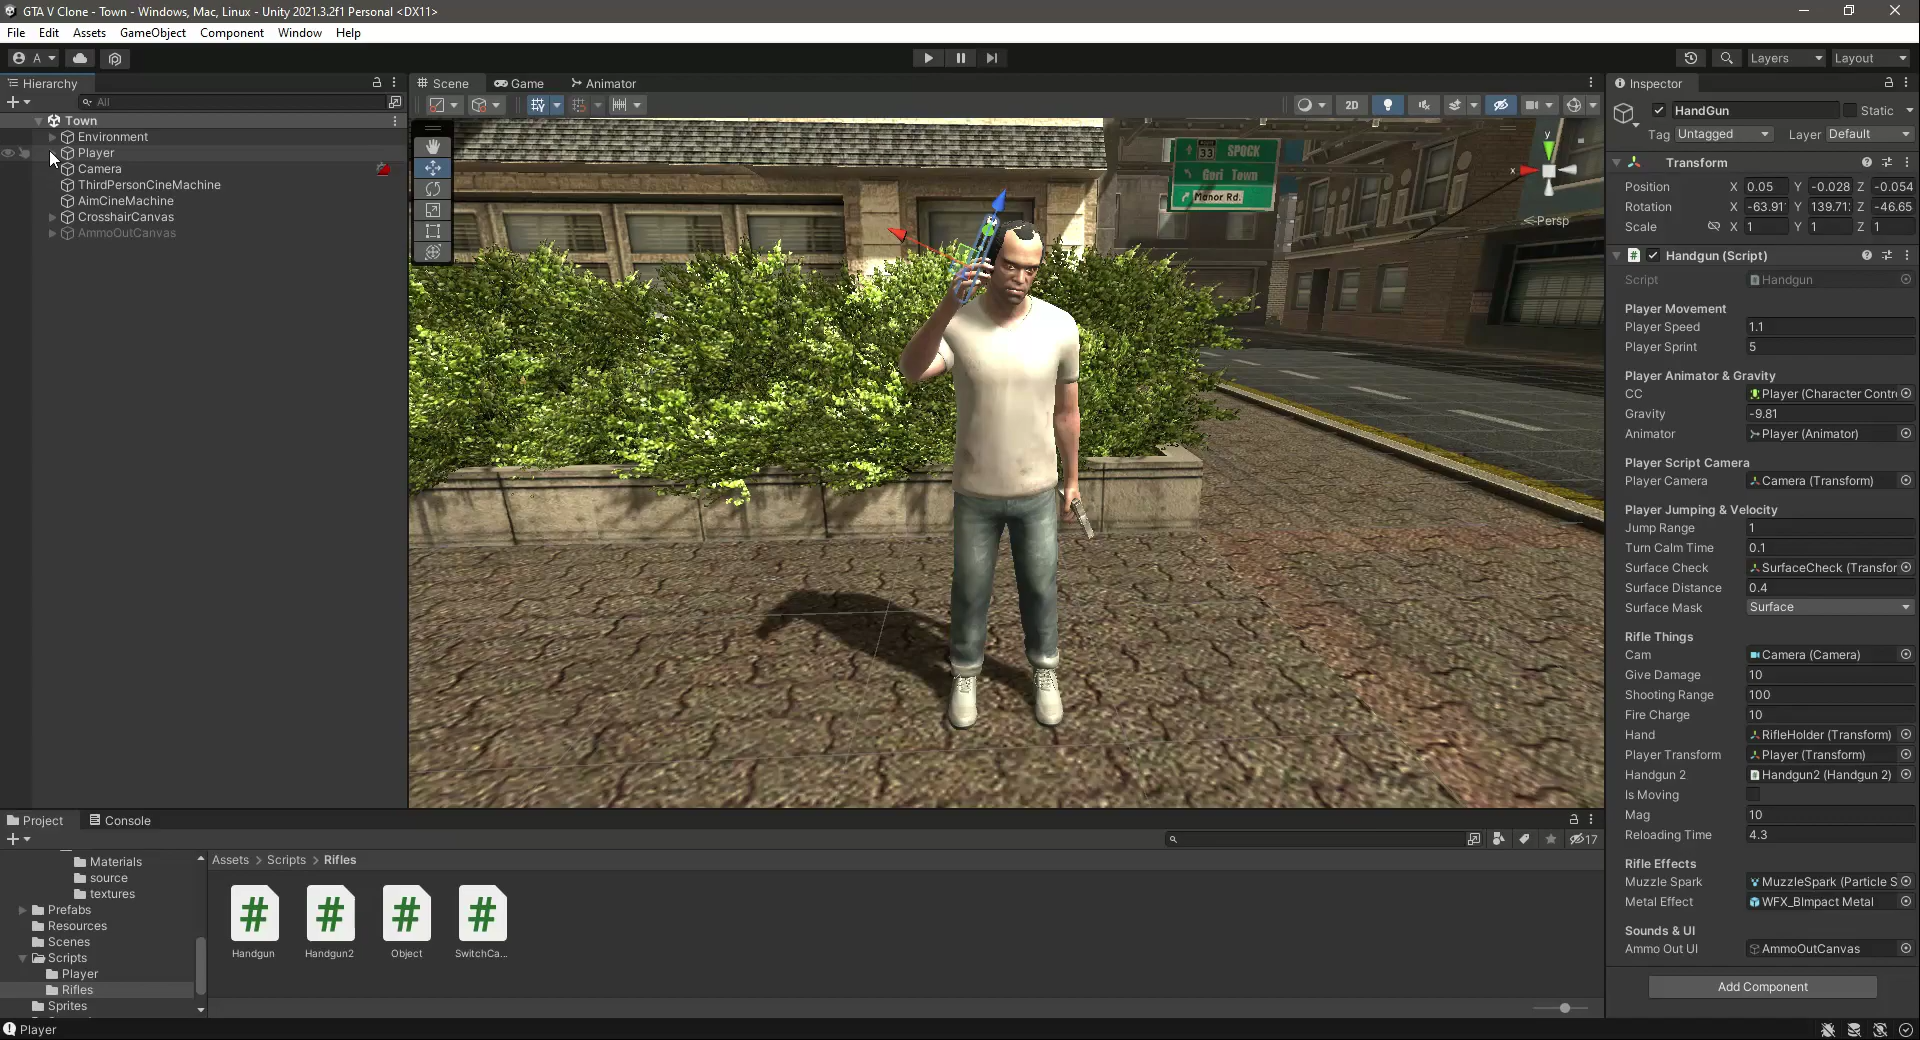 GTA V Clone - Town - Windows, Mac, Linux - Unity 2021.3.2f1 Personal <DX11>
File Edit Assets GameObject Component Window Help
A Layers Layout
Hierarchy
All
Town
Environment
Player
Camera
ThirdPersonCineMachine
AimCineMachine
CrosshairCanvas
AmmoOutCanvas
Scene Game Animator
2D
33 SPOCK
Gori Town
Manor Rd.
y
x
Persp
Inspector
HandGun Static
Tag Untagged Layer Default
Transform
Position X 0.05 Y -0.028 Z -0.054
Rotation X -63.91 Y 139.71 Z -46.65
Scale X 1 Y 1 Z 1
# Handgun (Script)
Script Handgun
Player Movement
Player Speed 1.1
Player Sprint 5
Player Animator & Gravity
CC Player (Character Contr
Gravity -9.81
Animator Player (Animator)
Player Script Camera
Player Camera Camera (Transform)
Player Jumping & Velocity
Jump Range 1
Turn Calm Time 0.1
Surface Check SurfaceCheck (Transfor
Surface Distance 0.4
Surface Mask Surface
Rifle Things
Cam Camera (Camera)
Give Damage 10
Shooting Range 100
Fire Charge 10
Hand RifleHolder (Transform)
Player Transform Player (Transform)
Handgun 2 Handgun2 (Handgun 2)
Is Moving
Mag 10
Reloading Time 4.3
Rifle Effects
Muzzle Spark MuzzleSpark (Particle S
Metal Effect WFX_BImpact Metal
Sounds & UI
Ammo Out UI AmmoOutCanvas
Add Component
Project Console
17
Materials
source
textures
Prefabs
Resources
Scenes
Scripts
Player
Rifles
Sprites
Assets > Scripts > Rifles
# # # #
Handgun Handgun2 Object SwitchCa...
Player